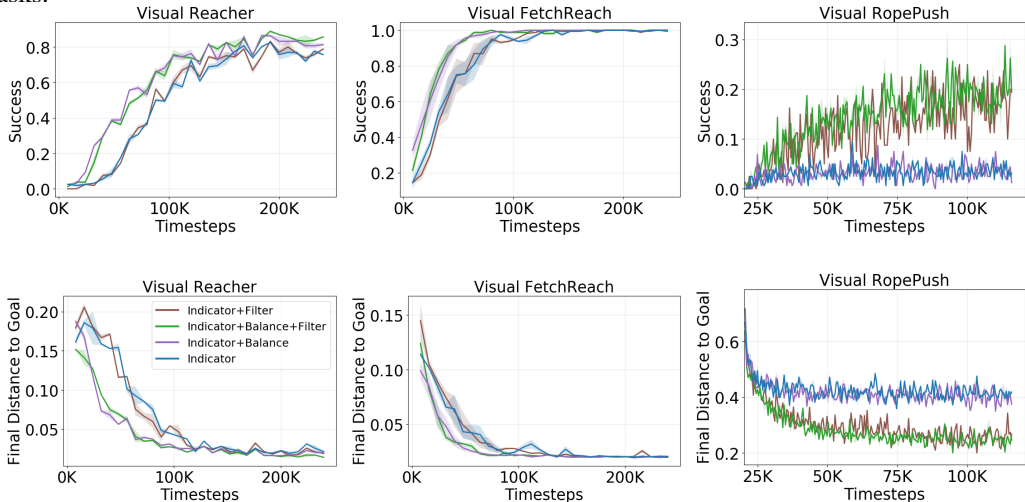 Visual Reacher
Success
0.8
0.6
0.4
0.2
0.0
0K
100K
200K
Timesteps
Visual FetchReach
Success
1.0
0.8
0.6
0.4
0.2
0K
100K
200K
Timesteps
Visual RopePush
Success
0.3
0.2
0.1
0.0
25K
50K
75K
100K
Timesteps
Visual Reacher
Final Distance to Goal
0.20
0.15
0.10
0.05
Indicator+Filter
Indicator+Balance+Filter
Indicator+Balance
Indicator
0K
100K
200K
Timesteps
Visual FetchReach
Final Distance to Goal
0.15
0.10
0.05
0K
100K
200K
Timesteps
Visual RopePush
Final Distance to Goal
0.6
0.4
0.2
25K
50K
75K
100K
Timesteps